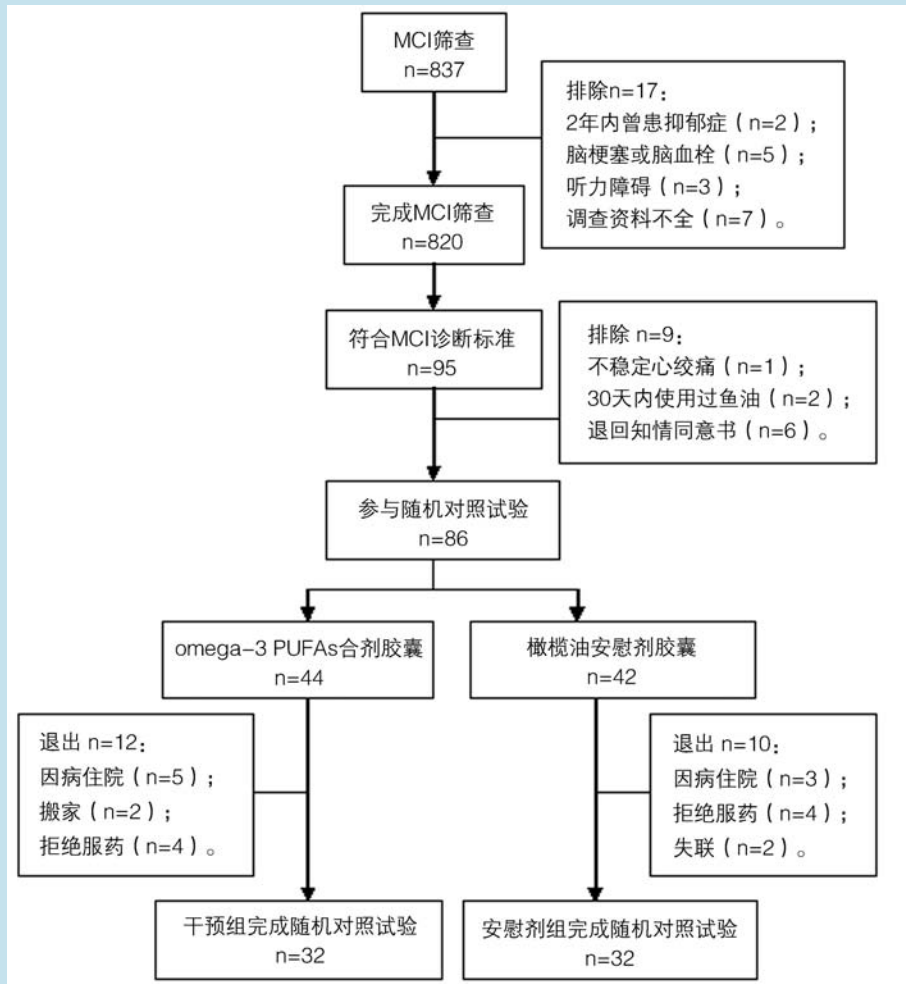 MCI筛查
n=837
排除n=17：
2年内曾患抑郁症（n=2）；
脑梗塞或脑血栓（n=5）；
听力障碍（n=3）；
调查资料不全（n=7）。
完成MCI筛查
n=820
符合MCI诊断标准
n=95
排除 n=9：
不稳定心绞痛（n=1）；
30天内使用过鱼油（n=2）；
退回知情同意书（n=6）。
参与随机对照试验
n=86
omega-3 PUFAs合剂胶囊
n=44
橄榄油安慰剂胶囊
n=42
退出 n=12：
因病住院（n=5）；
搬家（n=2）；
拒绝服药（n=4）。
退出 n=10：
因病住院（n=3）；
拒绝服药（n=4）；
失联（n=2）。
干预组完成随机对照试验
n=32
安慰剂组完成随机对照试验
n=32